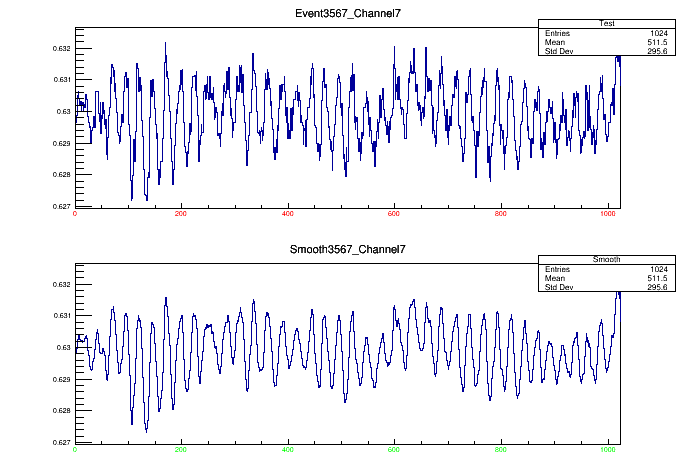 Event3567_Channel7
Test
Entries 1024
Mean 511.5
Std Dev 295.6
0.632
0.631
0.63
0.629
0.628
0.627
0 200 400 600 800 1000
Smooth3567_Channel7
Smooth
Entries 1024
Mean 511.5
Std Dev 295.6
0.632
0.631
0.63
0.629
0.628
0.627
0 200 400 600 800 1000